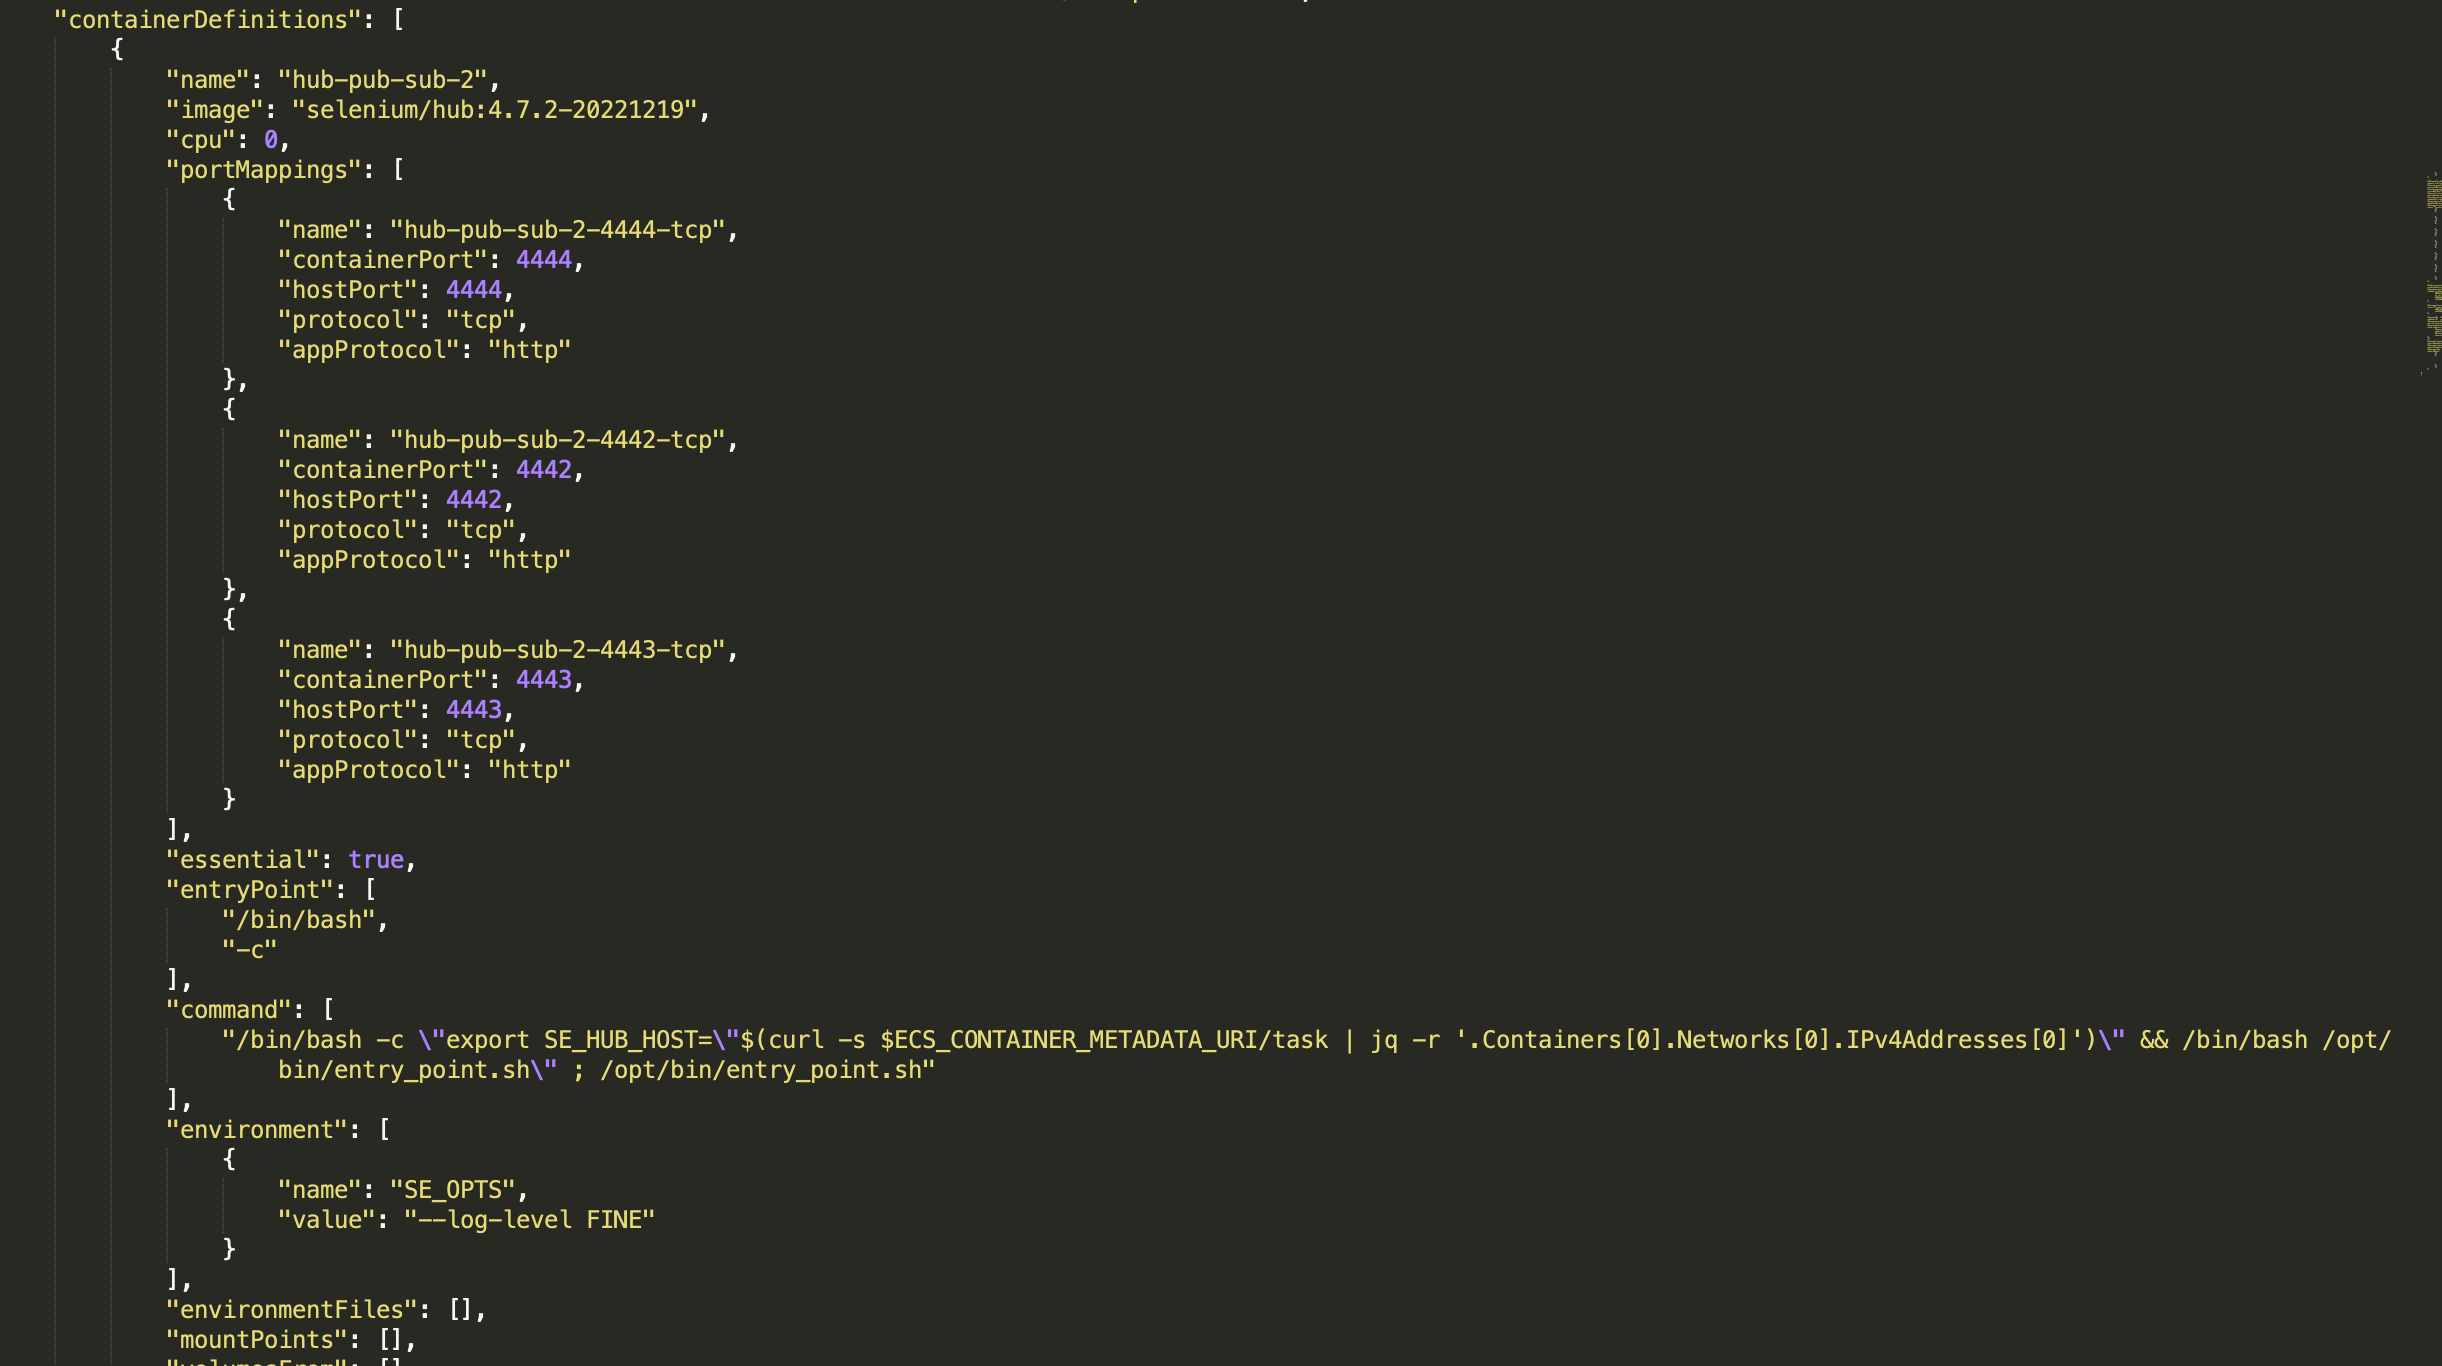 "containerDefinitions": [
{
"name": "hub-pub-sub-2",
"image": "selenium/hub:4.7.2-20221219",
"cpu": 0,
"portMappings": [
{
"name": "hub-pub-sub-2-4444-tcp",
"containerPort": 4444,
"hostPort": 4444,
"protocol": "tcp",
"appProtocol": "http"
},
{
"name": "hub-pub-sub-2-4442-tcp",
"containerPort": 4442,
"hostPort": 4442,
"protocol": "tcp",
"appProtocol": "http"
},
{
"name": "hub-pub-sub-2-4443-tcp",
"containerPort": 4443,
"hostPort": 4443,
"protocol": "tcp",
"appProtocol": "http"
}
],
"essential": true,
"entryPoint": [
"/bin/bash",
"-c"
],
"command": [
"/bin/bash -c \"export SE_HUB_HOST=\"$(curl -s $ECS_CONTAINER_METADATA_URI/task | jq -r '.Containers[0].Networks[0].IPv4Addresses[0]')\" && /bin/bash /opt/
bin/entry_point.sh\" ; /opt/bin/entry_point.sh"
],
"environment": [
{
"name": "SE_OPTS",
"value": "--log-level FINE"
}
],
"environmentFiles": [],
"mountPoints": [],